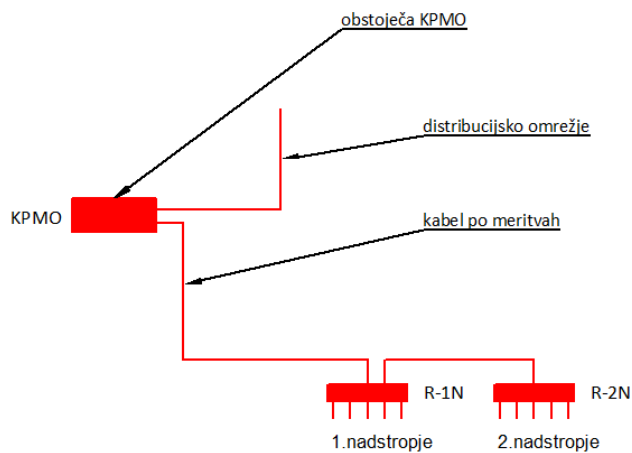 obstoječa KPMO
distribucijsko omrežje
KPMO
kabel po meritvah
R-1N
R-2N
1.nadstropje
2.nadstropje